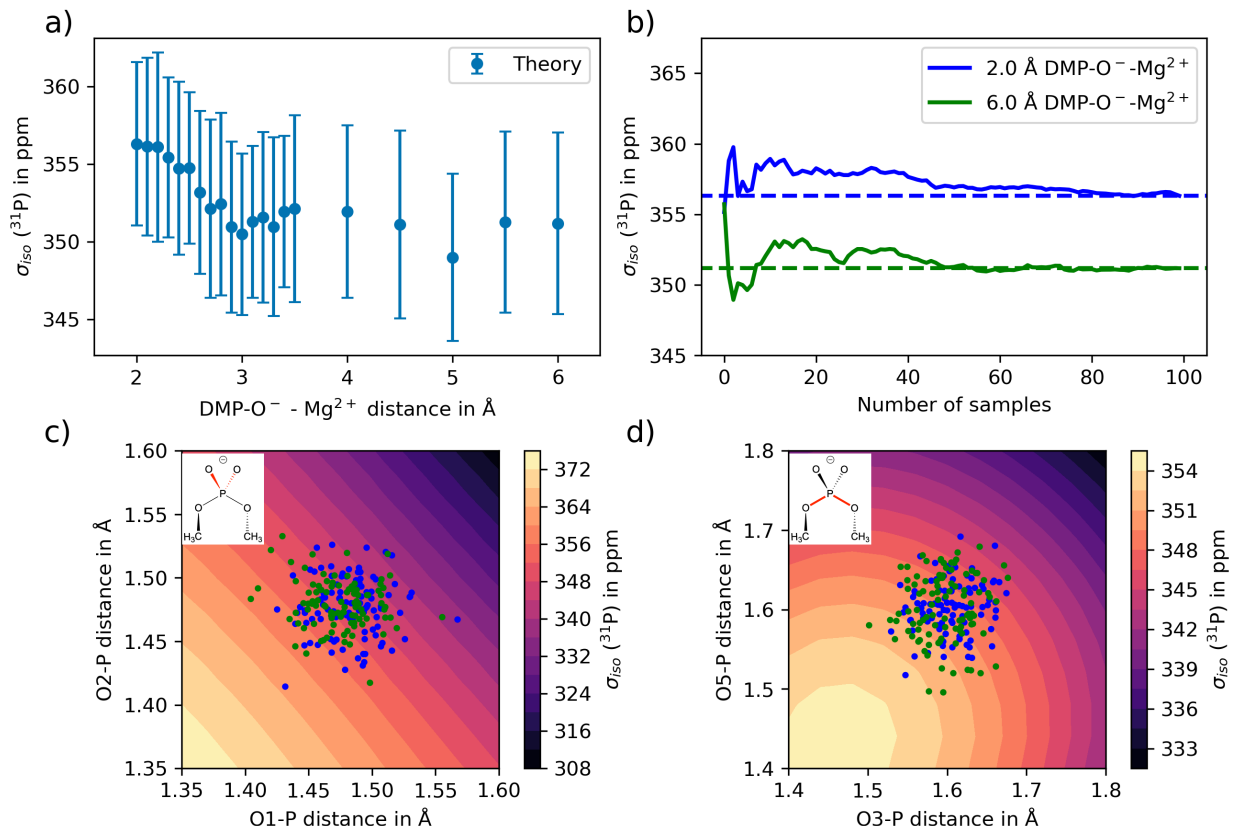 a)
360
355
350
345
σiso (³¹P) in ppm
Theory
2 3 4 5 6
DMP-O⁻ - Mg²⁺ distance in Å
b)
365
360
355
350
345
σiso (³¹P) in ppm
2.0 Å DMP-O⁻-Mg²⁺
6.0 Å DMP-O⁻-Mg²⁺
0 20 40 60 80 100
Number of samples
c)
1.60
1.55
1.50
1.45
1.40
1.35
O2-P distance in Å
⊖
O O
P
O O
H₃C CH₃
1.35 1.40 1.45 1.50 1.55 1.60
O1-P distance in Å
372
364
356
348
340
332
324
316
308
σiso (³¹P) in ppm
d)
1.8
1.7
1.6
1.5
1.4
O5-P distance in Å
⊖
O O
P
O O
H₃C CH₃
1.4 1.5 1.6 1.7 1.8
O3-P distance in Å
354
351
348
345
342
339
336
333
σiso (³¹P) in ppm